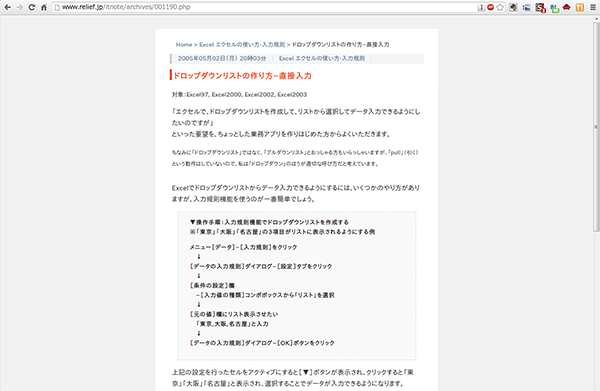 www.relief.jp/itnote/archives/001190.php
Home > Excel エクセルの使い方-入力規則 > ドロップダウンリストの作り方−直接入力
2005年05月02日(月) 20時03分 Excel エクセルの使い方-入力規則
ドロップダウンリストの作り方−直接入力
対象:Excel97, Excel2000, Excel2002, Excel2003
「エクセルで、ドロップダウンリストを作成して、リストから選択してデータ入力できるようにし
たいのですが」
といった要望を、ちょっとした業務アプリを作りはじめた方からよくいただきます。
ちなみに「ドロップダウンリスト」ではなく、「プルダウンリスト」とおっしゃる方もいらっしゃいますが、「pull」(引く)
という動作はしていないので、私は「ドロップダウン」のほうが適切な呼び方だと考えています。
Excelでドロップダウンリストからデータ入力できるようにするには、いくつかのやり方があり
ますが、入力規則機能を使うのが一番簡単でしょう。
▼操作手順:入力規則機能でドロップダウンリストを作成する
※「東京」「大阪」「名古屋」の3項目がリストに表示されるようにする例
メニュー[データ]−[入力規則]をクリック
↓
[データの入力規則]ダイアログ−[設定]タブをクリック
↓
[条件の設定]欄
−[入力値の種類]コンボボックスから「リスト」を選択
↓
[元の値]欄にリスト表示させたい
「東京,大阪,名古屋」と入力
↓
[データの入力規則]ダイアログ−[OK]ボタンをクリック
上記の設定を行ったセルをアクティブにすると[▼]ボタンが表示され、クリックすると「東
京」「大阪」「名古屋」と表示され、選択することでデータが入力できるようになります。